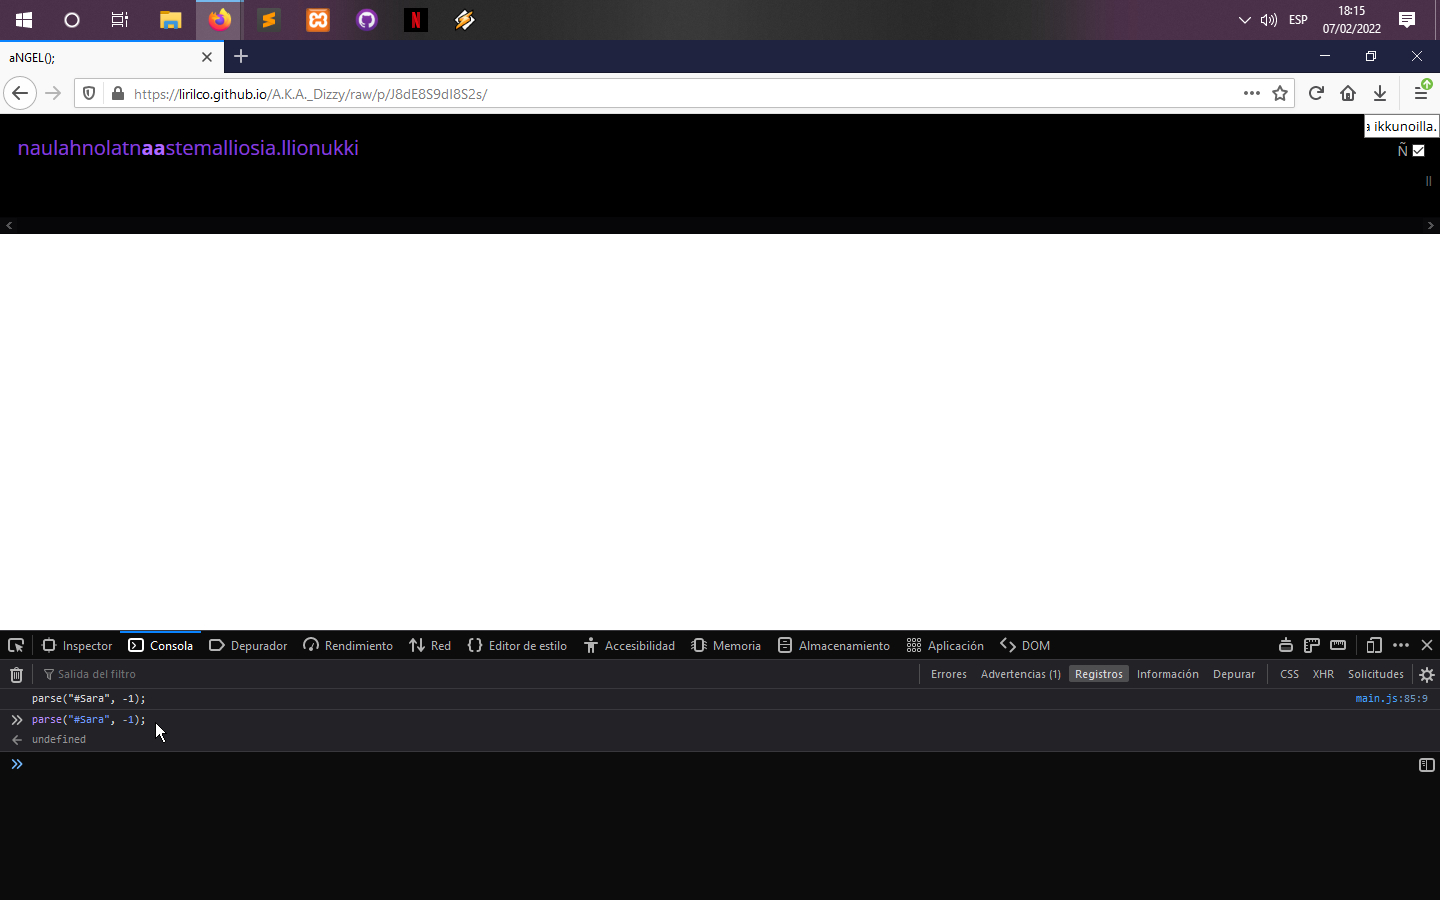 ESP
18:15
07/02/2022
aNGEL();
https://lirilco.github.io/A.K.A._Dizzy/raw/p/J8dE8S9dI8S2s/
a ikkunoilla.
naulahnolatnaastemalliosia.llionukki
Ñ
Inspector Consola Depurador Rendimiento Red Editor de estilo Accesibilidad Memoria Almacenamiento Aplicación DOM
Salida del filtro Errores Advertencias (1) Registros Información Depurar CSS XHR Solicitudes
parse("#Sara", -1); main.js:85:9
parse("#Sara", -1);
undefined